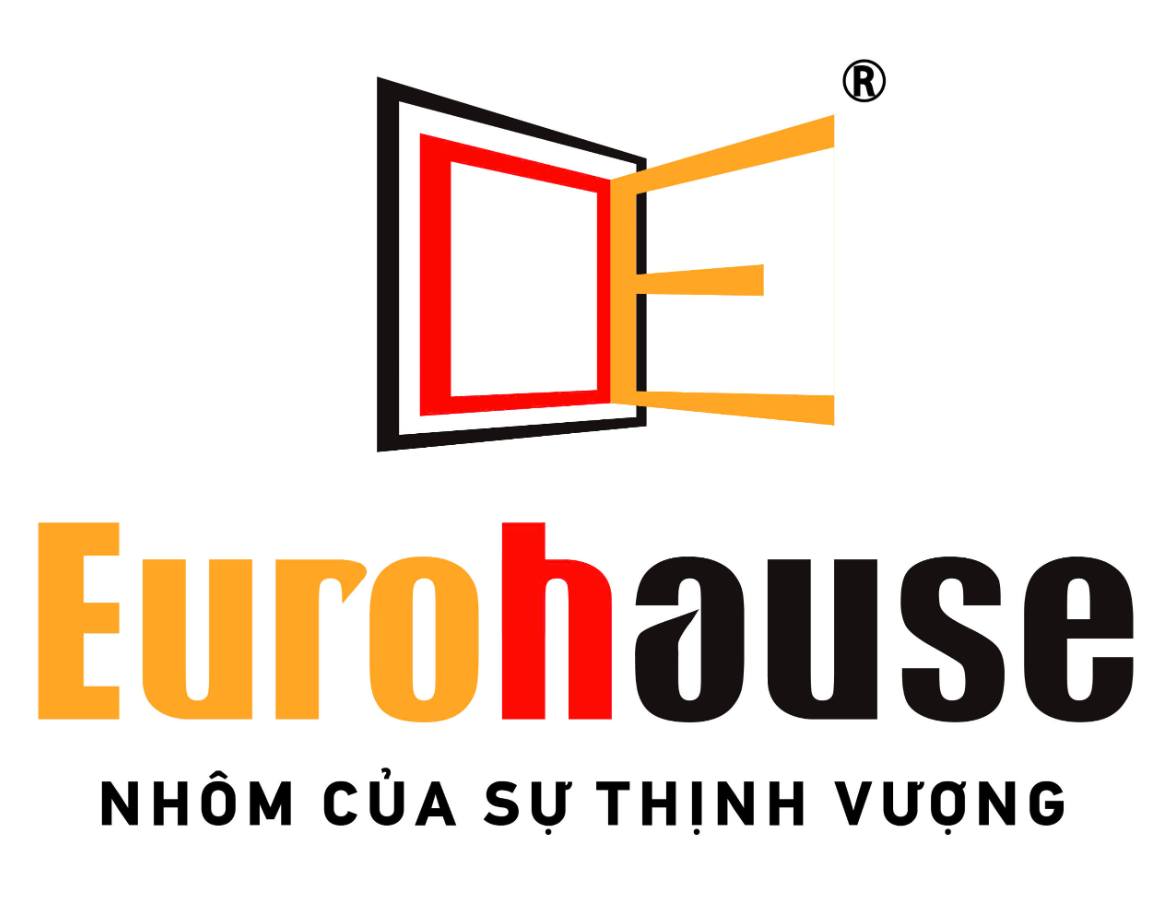 ®
Eurohause
NHÔM CỦA SỰ THỊNH VƯỢNG